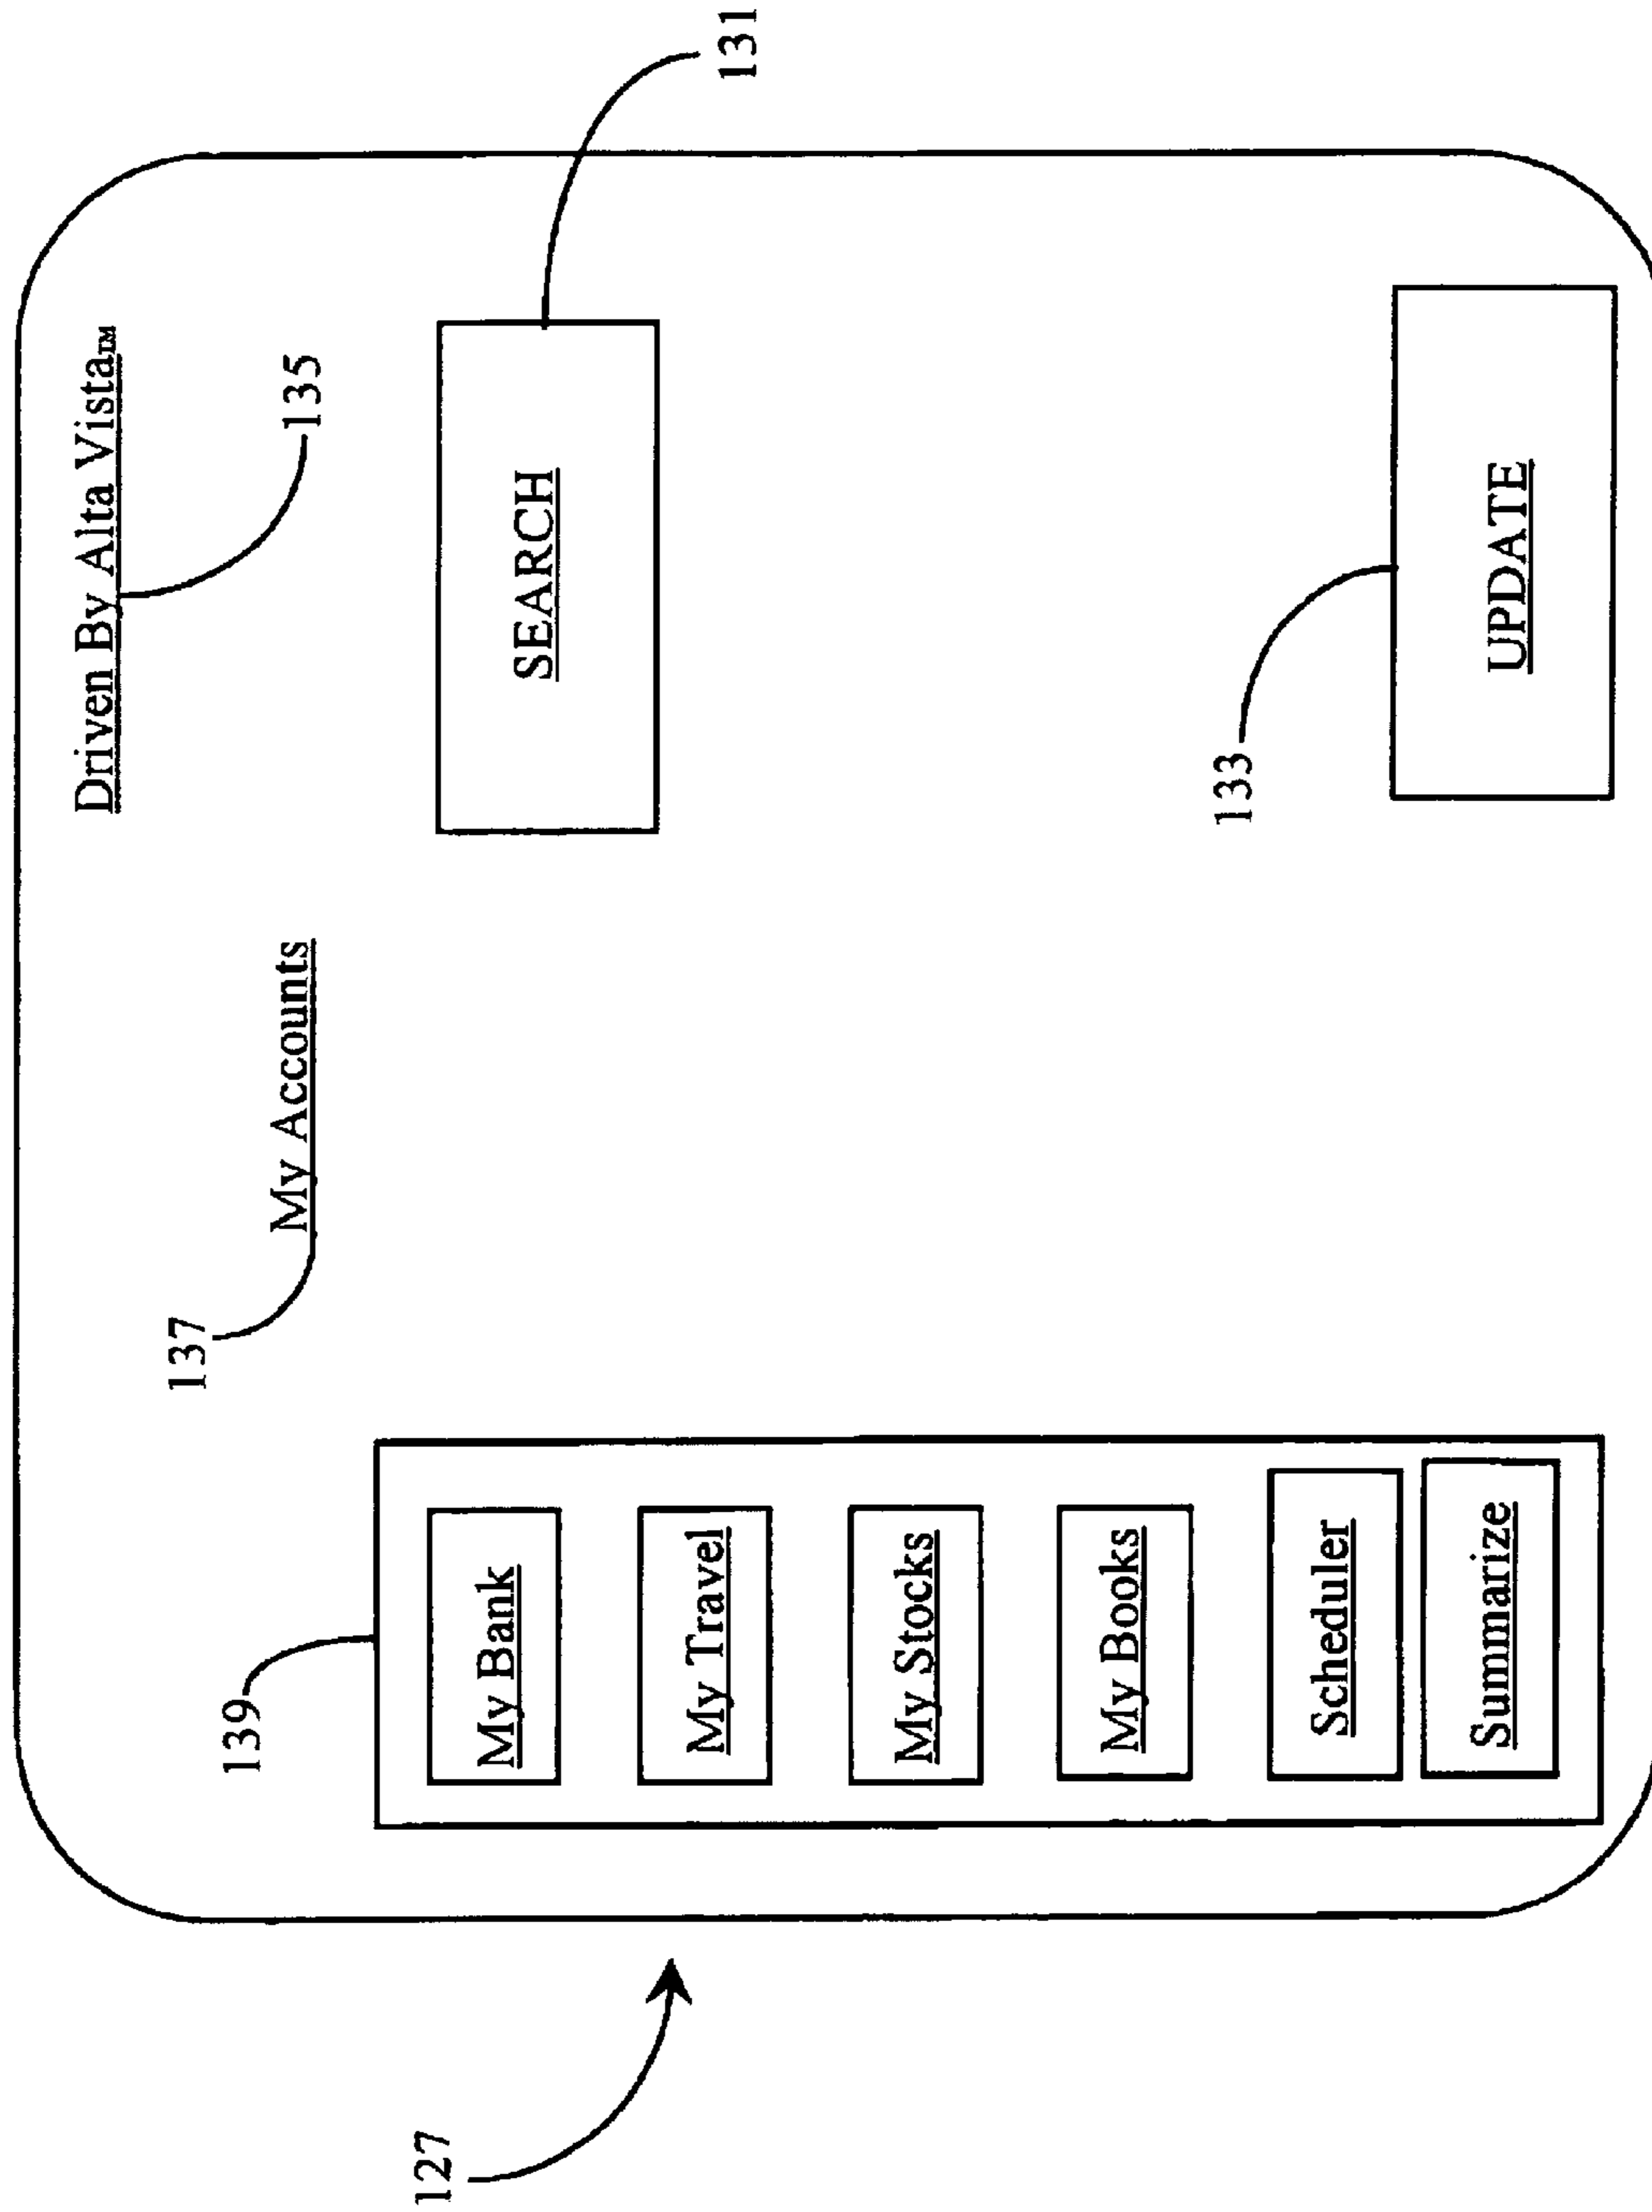 Driven By Alta Vista™
135
137
My Accounts
139
131
SEARCH
My Bank
My Travel
My Stocks
My Books
Scheduler
Summarize
133
UPDATE
127